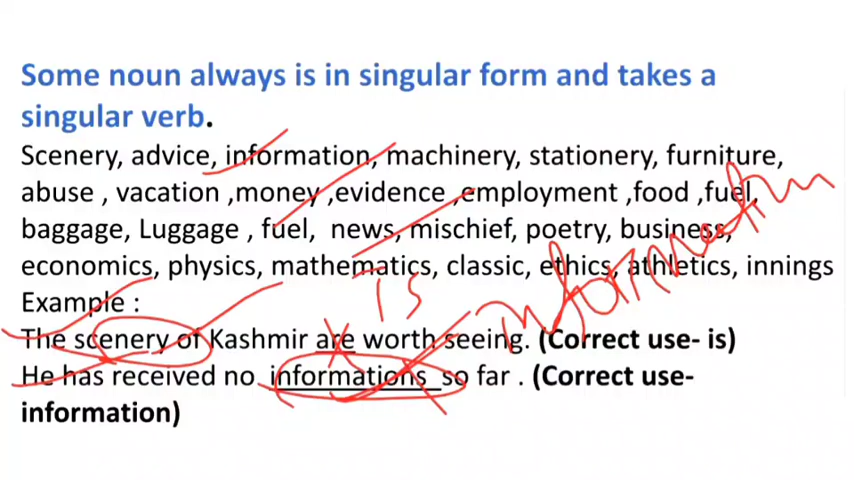 Some noun always is in singular form and takes a
singular verb.
Scenery, advice, information, machinery, stationery, furniture,
abuse , vacation ,money ,evidence ,employment ,food ,fuel,
baggage, Luggage , fuel, news, mischief, poetry, business,
economics, physics, mathematics, classic, ethics, athletics, innings
Example :
IS
information
The scenery of Kashmir are worth seeing. (Correct use- is)
He has received no informations so far . (Correct use-
information)